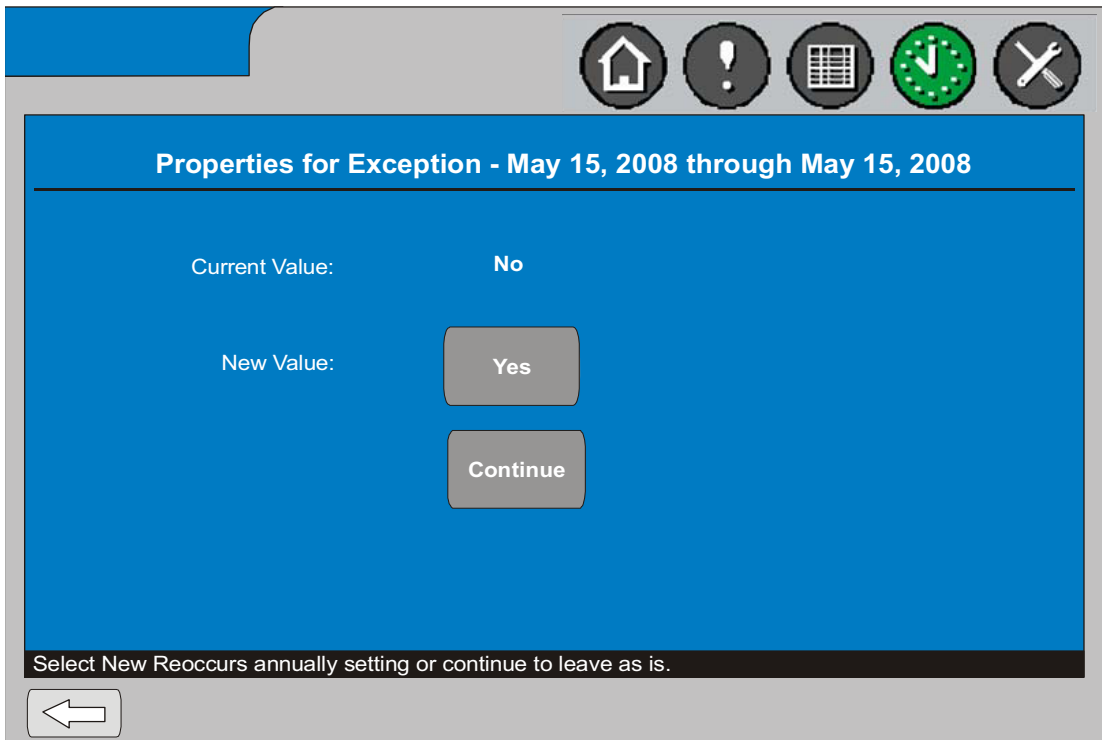 Properties for Exception - May 15, 2008 through May 15, 2008
Current Value: No
New Value: Yes
Continue
Select New Reoccurs annually setting or continue to leave as is.